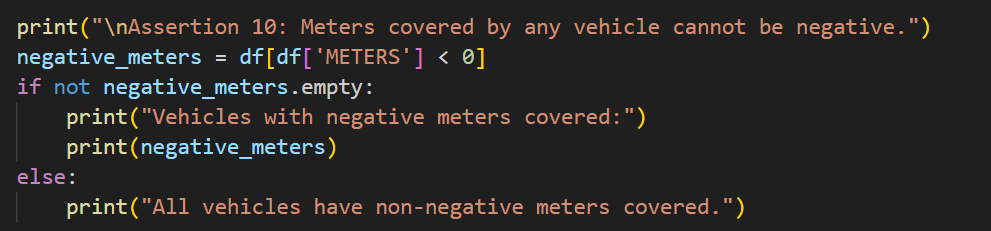 print("\nAssertion 10: Meters covered by any vehicle cannot be negative.")
negative_meters = df[df['METERS'] < 0]
if not negative_meters.empty:
    print("Vehicles with negative meters covered:")
    print(negative_meters)
else:
    print("All vehicles have non-negative meters covered.")